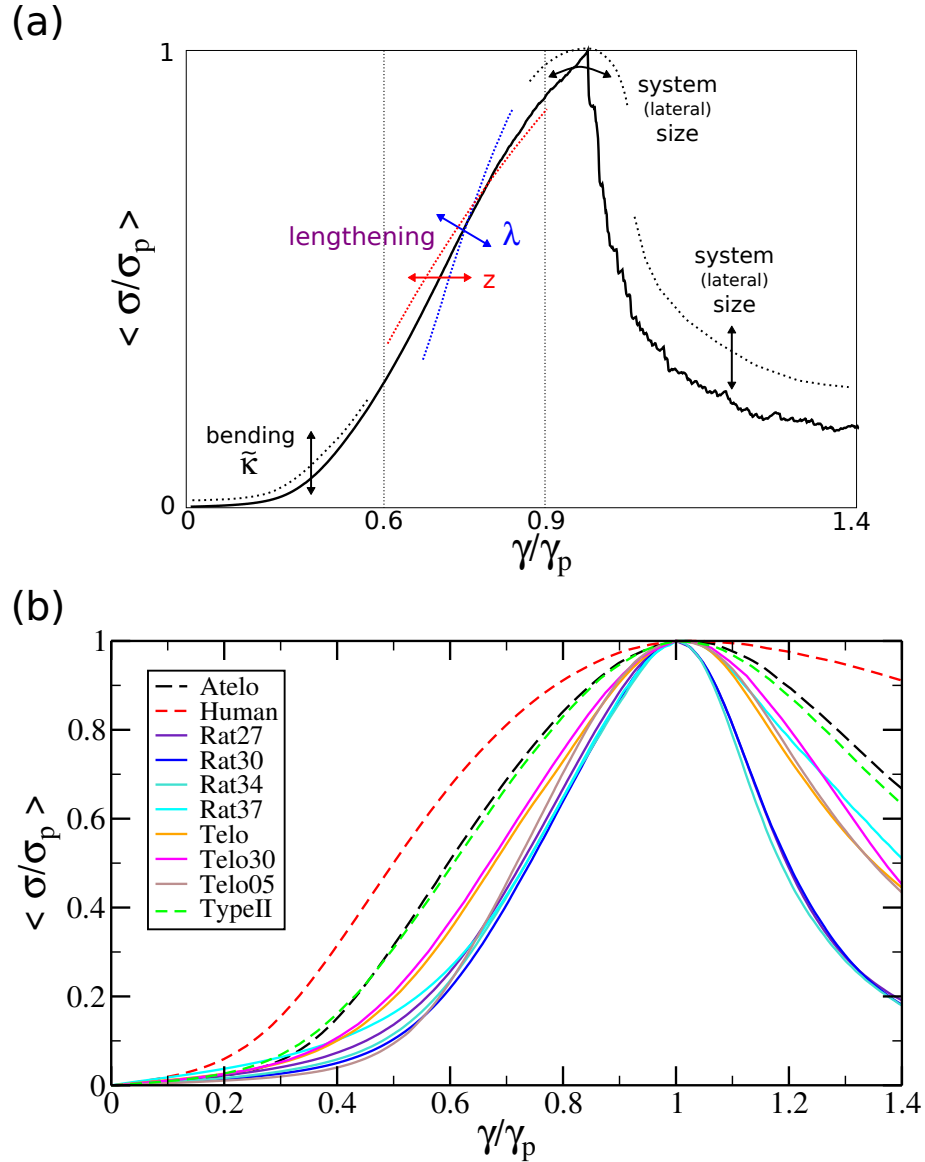 (a)
1
system
(lateral)
size
lengthening
λ
z
system
(lateral)
size
bending
κ̃
0
0.6
0.9
1.4
< σ/σp >
γ/γp
(b)
1
0.8
0.6
0.4
0.2
0
< σ/σp >
Atelo
Human
Rat27
Rat30
Rat34
Rat37
Telo
Telo30
Telo05
TypeII
0
0.2
0.4
0.6
0.8
1
1.2
1.4
γ/γp